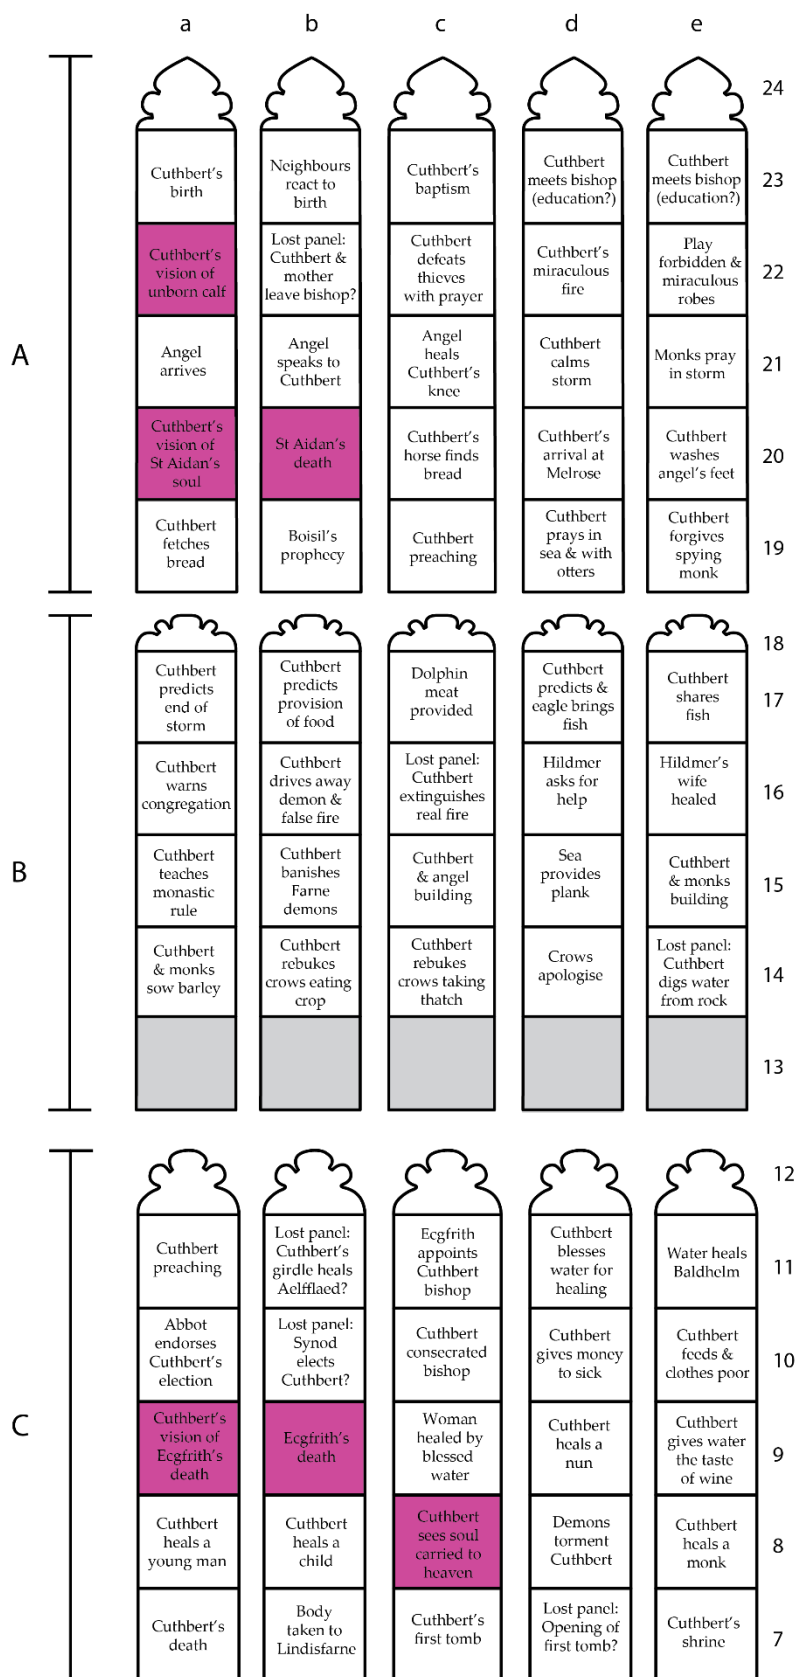 a
b
c
d
e
24
Cuthbert's
birth
Neighbours
react to
birth
Cuthbert's
baptism
Cuthbert
meets bishop
(education?)
Cuthbert
meets bishop
(education?)
23
Cuthbert's
vision of
unborn calf
Lost panel:
Cuthbert &
mother
leave bishop?
Cuthbert
defeats
thieves
with prayer
Cuthbert's
miraculous
fire
Play
forbidden &
miraculous
robes
22
A
Angel
arrives
Angel
speaks to
Cuthbert
Angel
heals
Cuthbert's
knee
Cuthbert
calms
storm
Monks pray
in storm
21
Cuthbert's
vision of
St Aidan's
soul
St Aidan's
death
Cuthbert's
horse finds
bread
Cuthbert's
arrival at
Melrose
Cuthbert
washes
angel's feet
20
Cuthbert
fetches
bread
Boisil's
prophecy
Cuthbert
preaching
Cuthbert
prays in
sea & with
otters
Cuthbert
forgives
spying
monk
19
18
Cuthbert
predicts
end of
storm
Cuthbert
predicts
provision
of food
Dolphin
meat
provided
Cuthbert
predicts &
eagle brings
fish
Cuthbert
shares
fish
17
Cuthbert
warns
congregation
Cuthbert
drives away
demon &
false fire
Lost panel:
Cuthbert
extinguishes
real fire
Hildmer
asks for
help
Hildmer's
wife
healed
16
B
Cuthbert
teaches
monastic
rule
Cuthbert
banishes
Farne
demons
Cuthbert
& angel
building
Sea
provides
plank
Cuthbert
& monks
building
15
Cuthbert
& monks
sow barley
Cuthbert
rebukes
crows eating
crop
Cuthbert
rebukes
crows taking
thatch
Crows
apologise
Lost panel:
Cuthbert
digs water
from rock
14
13
12
Cuthbert
preaching
Lost panel:
Cuthbert's
girdle heals
Aelfflaed?
Ecgfrith
appoints
Cuthbert
bishop
Cuthbert
blesses
water for
healing
Water heals
Baldhelm
11
Abbot
endorses
Cuthbert's
election
Lost panel:
Synod
elects
Cuthbert?
Cuthbert
consecrated
bishop
Cuthbert
gives money
to sick
Cuthbert
feeds &
clothes poor
10
C
Cuthbert's
vision of
Ecgfrith's
death
Ecgfrith's
death
Woman
healed by
blessed
water
Cuthbert
heals a
nun
Cuthbert
gives water
the taste
of wine
9
Cuthbert
heals a
young man
Cuthbert
heals a
child
Cuthbert
sees soul
carried to
heaven
Demons
torment
Cuthbert
Cuthbert
heals a
monk
8
Cuthbert's
death
Body
taken to
Lindisfarne
Cuthbert's
first tomb
Lost panel:
Opening of
first tomb?
Cuthbert's
shrine
7